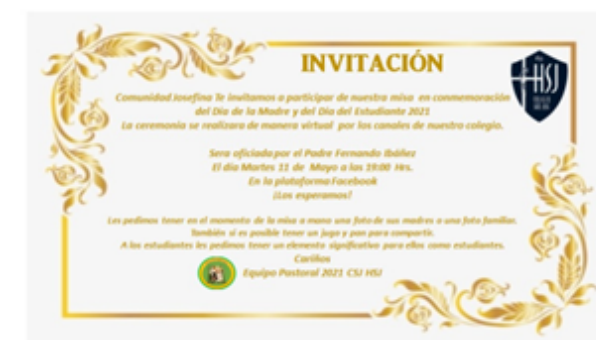 INVITACIÓN
HSJ
Comunidad Josefina Te invitamos a participar de nuestra misa en conmemoración
del Día de la Madre y del Día del Estudiante 2021
La ceremonia se realizara de manera virtual por los canales de nuestro colegio.
Sera oficiada por el Padre Fernando Ibáñez
El día Martes 11 de Mayo a las 19:00 Hrs.
En la plataforma Facebook
¡Los esperamos!
Les pedimos tener en el momento de la misa a mano una foto de sus madres o una foto familiar.
También si es posible tener un jugo y pan para compartir.
A los estudiantes les pedimos tener un elemento significativo para ellos como estudiantes.
Cariños
Equipo Pastoral 2021 CSJ HSJ